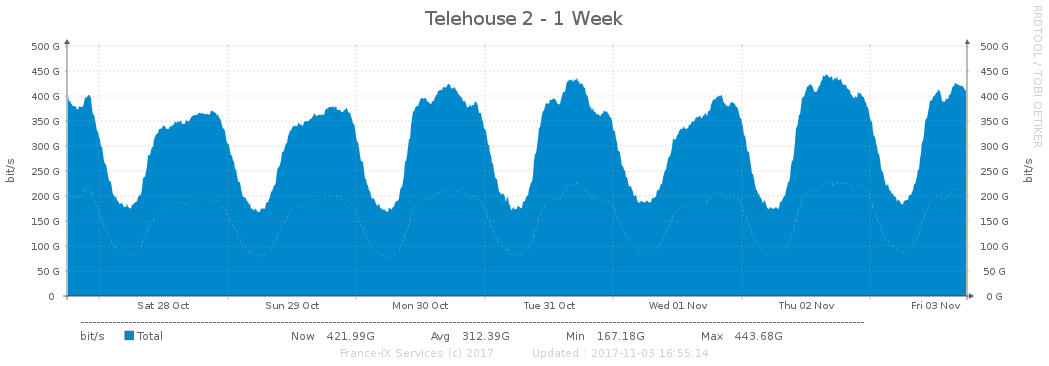 Telehouse 2 - 1 Week
RRDTOOL / TOBI OETIKER
500 G 500 G
450 G 450 G
400 G 400 G
350 G 350 G
300 G 300 G
250 G 250 G
200 G 200 G
150 G 150 G
100 G 100 G
50 G 50 G
0 0 G
bit/s
bit/s
Sat 28 Oct Sun 29 Oct Mon 30 Oct Tue 31 Oct Wed 01 Nov Thu 02 Nov Fri 03 Nov
bit/s Total Now 421.99G Avg 312.39G Min 167.18G Max 443.68G
France-IX Services (c) 2017 Updated : 2017-11-03 16:55:14